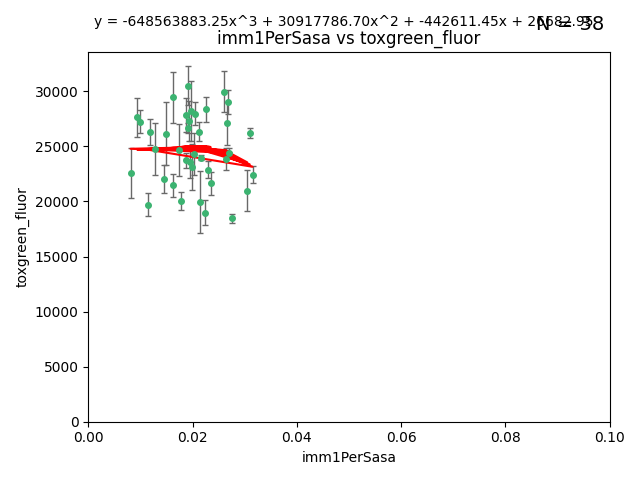 y = -648563883.25x^3 + 30917786.70x^2 + -442611.45x + 26682.95
N = 38
imm1PerSasa vs toxgreen_fluor
30000
25000
20000
15000
10000
5000
0
toxgreen_fluor
0.00 0.02 0.04 0.06 0.08 0.10
imm1PerSasa